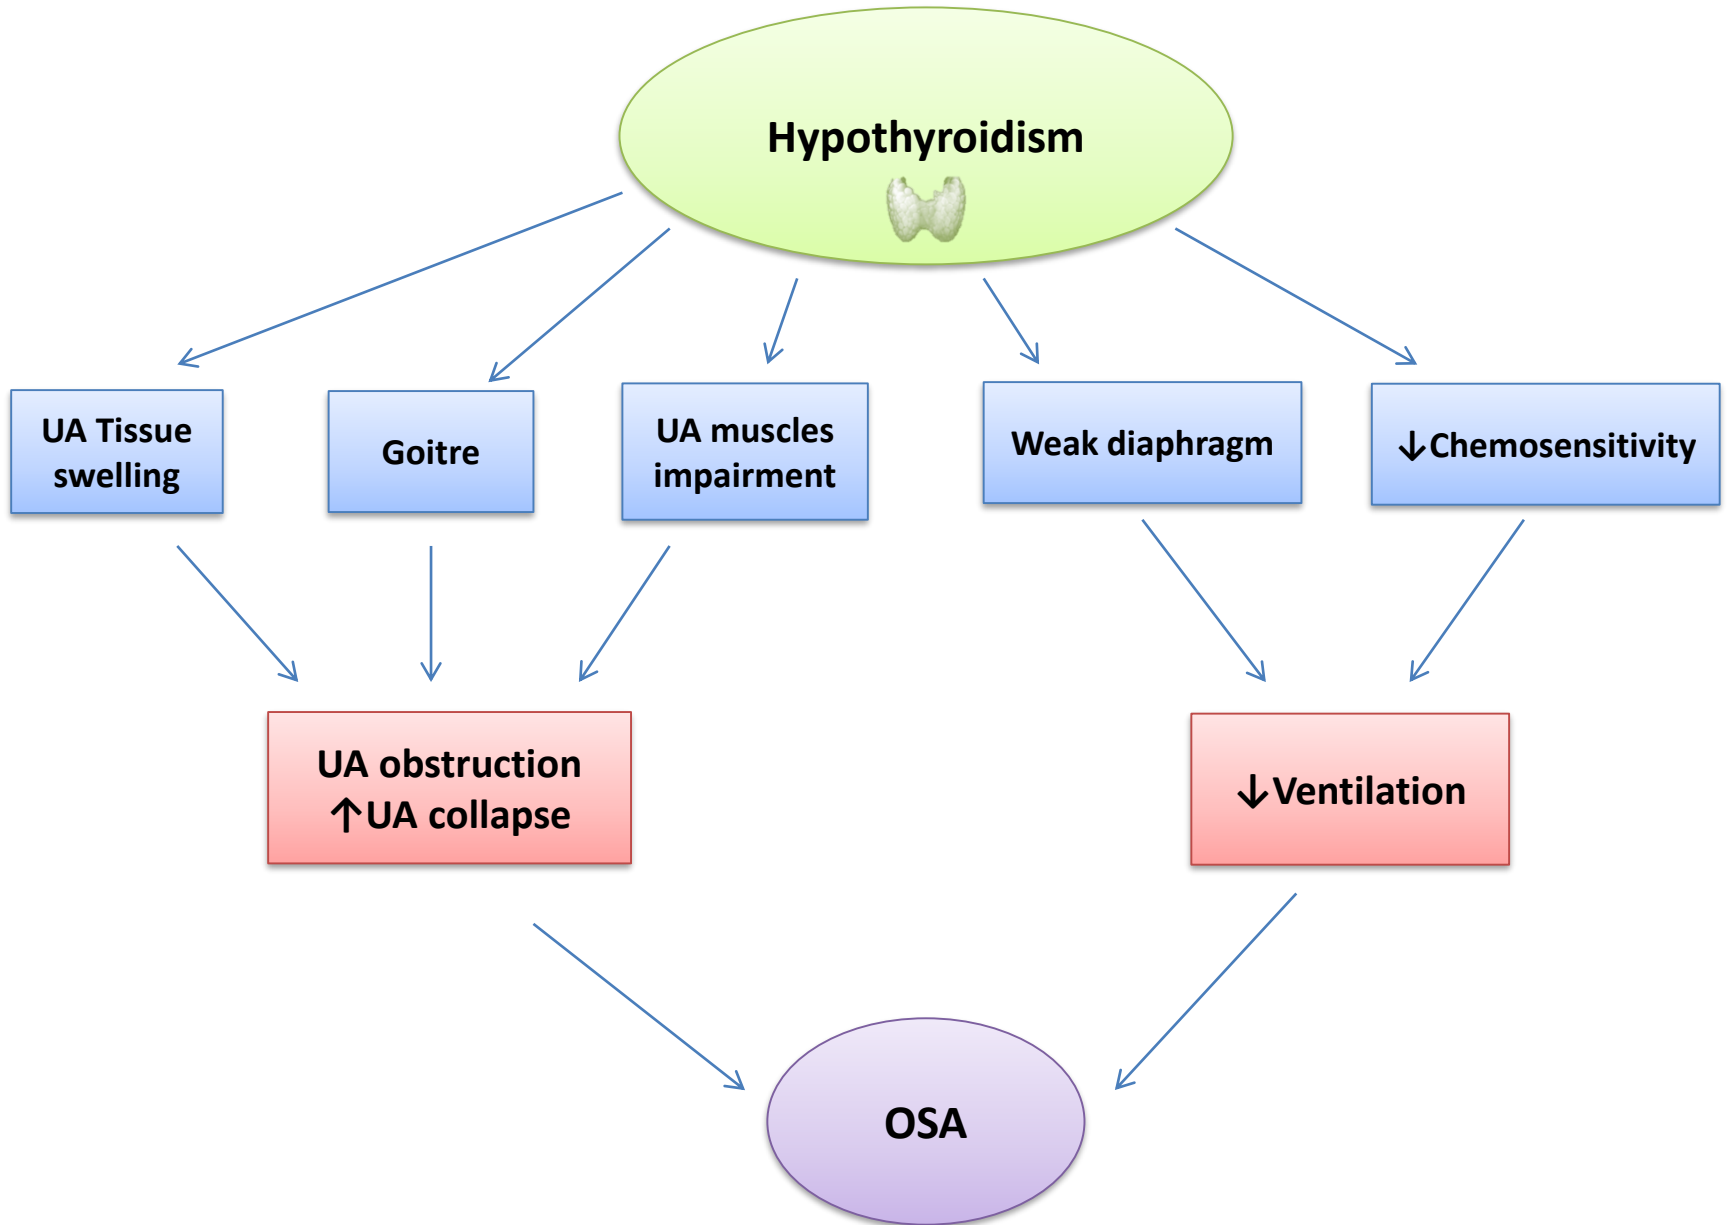 Hypothyroidism
UA Tissue
swelling
Goitre
UA muscles
impairment
Weak diaphragm
↓Chemosensitivity
UA obstruction
↑UA collapse
↓Ventilation
OSA